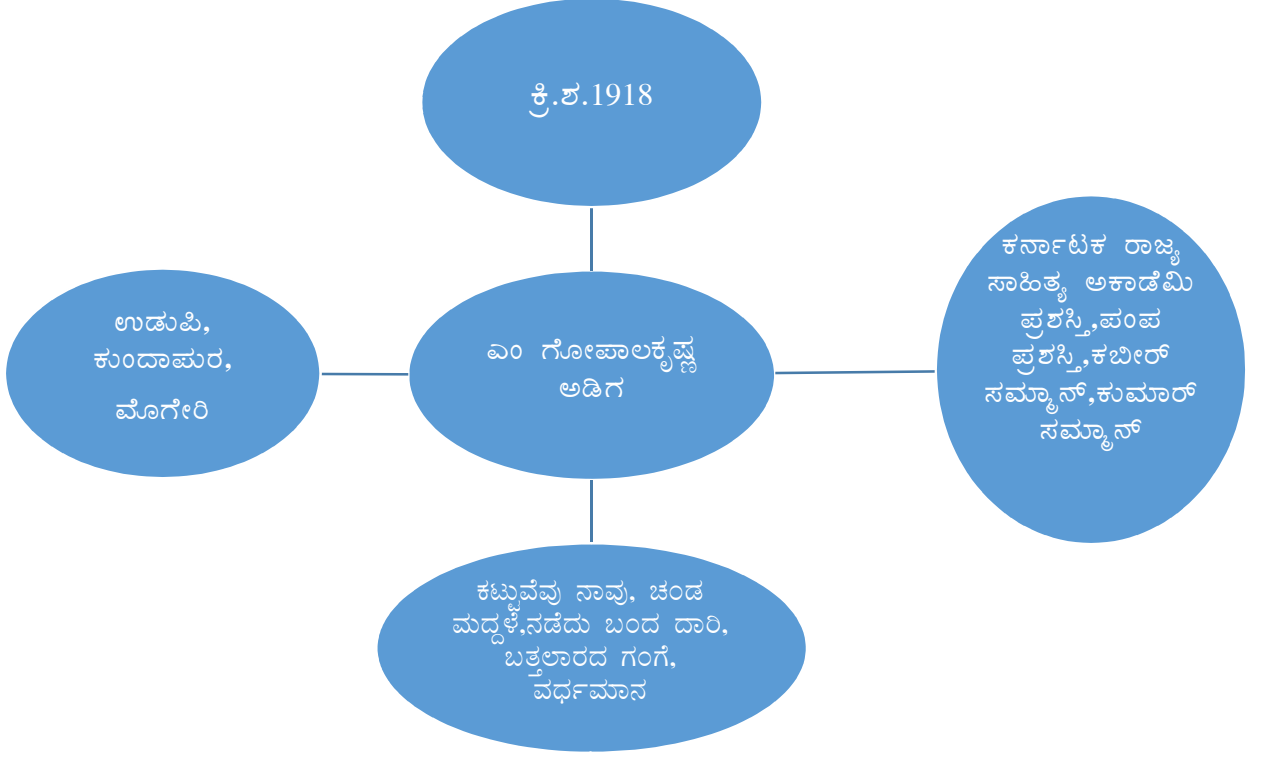 ಕ್ರಿ.ಶ.1918
ಉಡುಪಿ,
ಕುಂದಾಪುರ,
ಮೊಗೇರಿ
ಎಂ ಗೋಪಾಲಕೃಷ್ಣ
ಅಡಿಗ
ಕರ್ನಾಟಕ ರಾಜ್ಯ
ಸಾಹಿತ್ಯ ಅಕಾಡೆಮಿ
ಪ್ರಶಸ್ತಿ,ಪಂಪ
ಪ್ರಶಸ್ತಿ,ಕಬೀರ್
ಸಮ್ಮಾನ್,ಕುಮಾರ್
ಸಮ್ಮಾನ್
ಕಟ್ಟುವೆವು ನಾವು, ಚಂಡ
ಮದ್ದಳೆ,ನಡೆದು ಬಂದ ದಾರಿ,
ಬತ್ತಲಾರದ ಗಂಗೆ,
ವರ್ಧಮಾನ